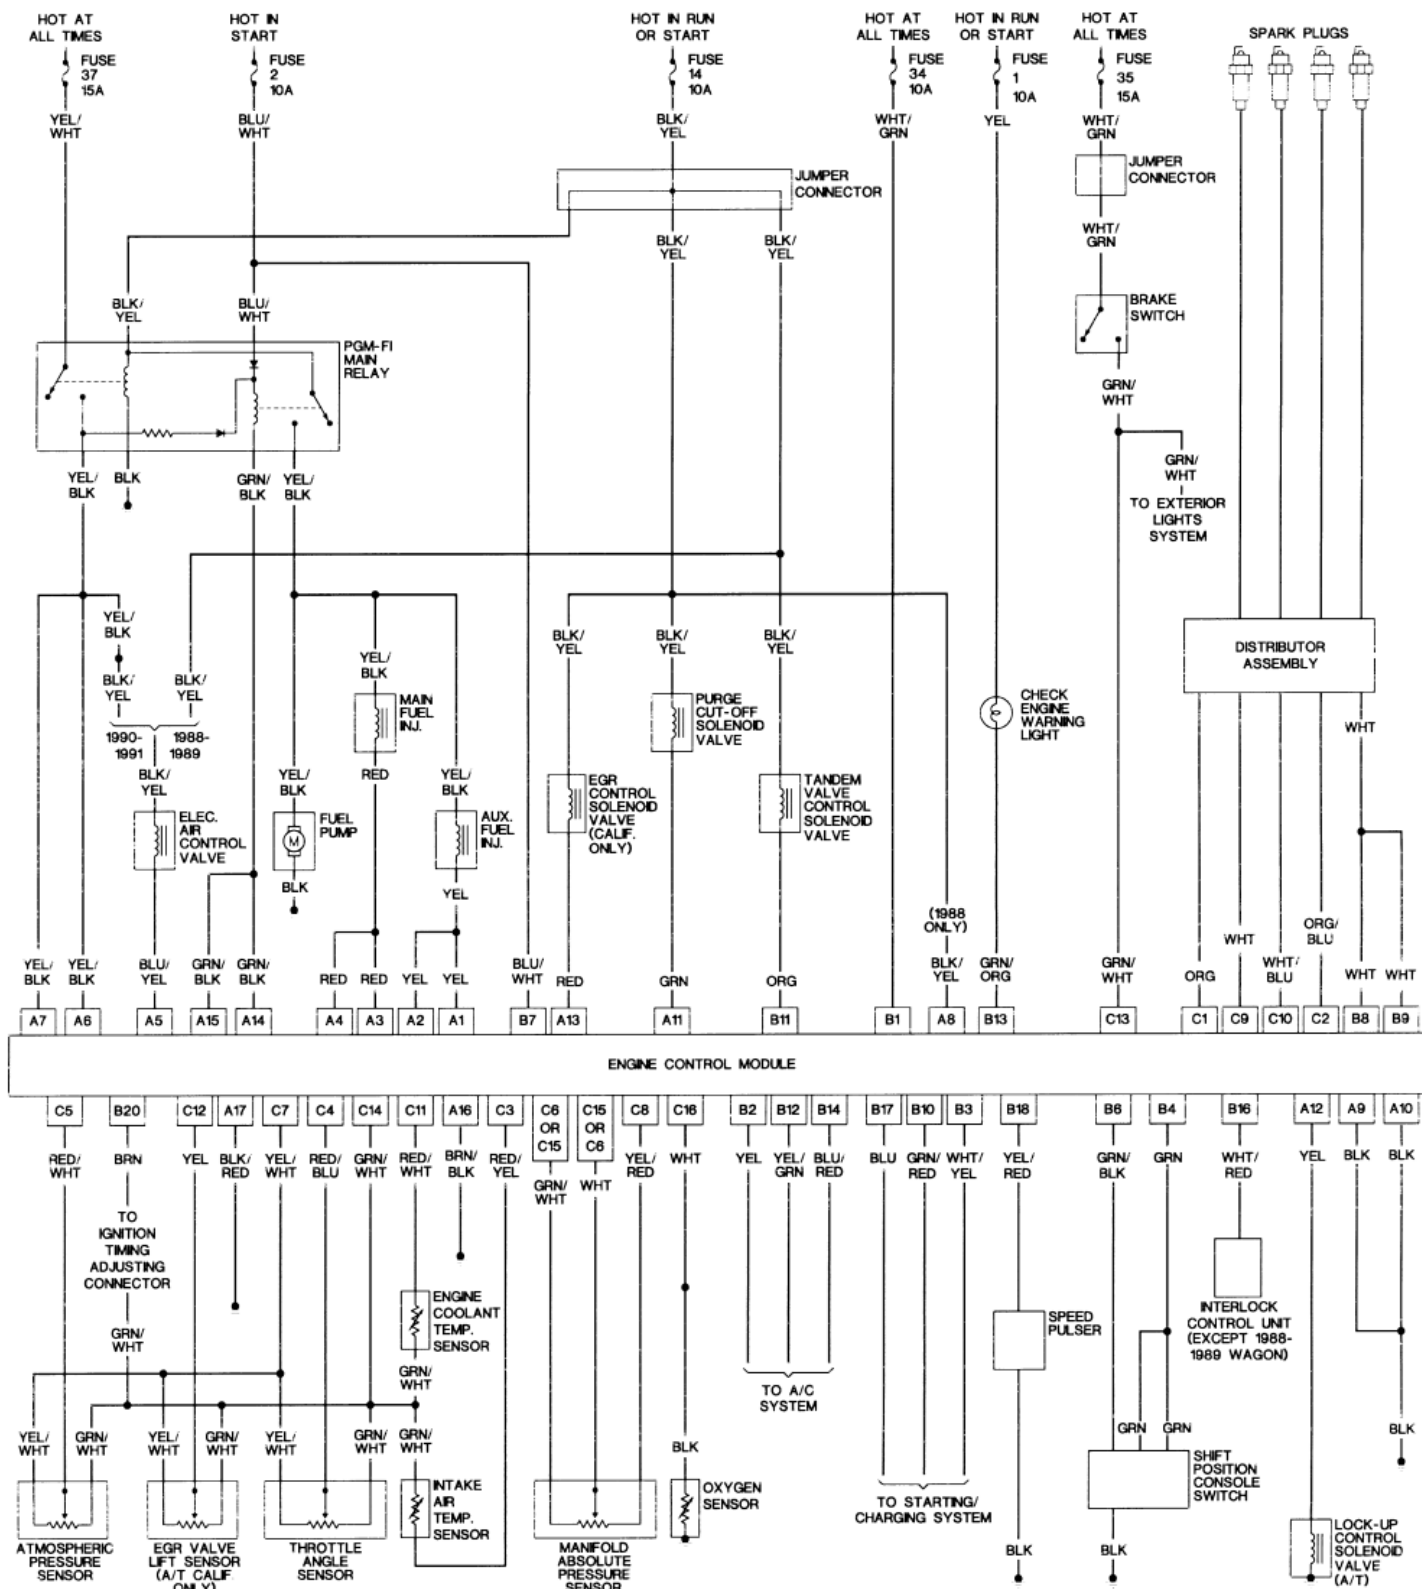 HOT AT
ALL TIMES
HOT IN
START
HOT IN RUN
OR START
HOT AT
ALL TIMES
HOT IN RUN
OR START
HOT AT
ALL TIMES
SPARK PLUGS
FUSE
37
15A
FUSE
2
10A
FUSE
14
10A
FUSE
34
10A
FUSE
1
10A
FUSE
35
15A
YEL/
WHT
BLU/
WHT
BLK/
YEL
WHT/
GRN
YEL
WHT/
GRN
JUMPER
CONNECTOR
JUMPER
CONNECTOR
BLK/
YEL
BLK/
YEL
WHT/
GRN
BLK/
YEL
BLU/
WHT
BRAKE
SWITCH
PGM-FI
MAIN
RELAY
GRN/
WHT
YEL/
BLK
BLK
GRN/
BLK
YEL/
BLK
GRN/
WHT
TO EXTERIOR
LIGHTS
SYSTEM
YEL/
BLK
BLK/
YEL
BLK/
YEL
YEL/
BLK
BLK/
YEL
BLK/
YEL
BLK/
YEL
DISTRIBUTOR
ASSEMBLY
1990-
1991
1988-
1989
MAIN
FUEL
INJ.
PURGE
CUT-OFF
SOLENOID
VALVE
CHECK
ENGINE
WARNING
LIGHT
WHT
BLK/
YEL
YEL/
BLK
RED
YEL/
BLK
EGR
CONTROL
SOLENOID
VALVE
(CALIF.
ONLY)
TANDEM
VALVE
CONTROL
SOLENOID
VALVE
ELEC.
AIR
CONTROL
VALVE
FUEL
PUMP
M
AUX.
FUEL
INJ.
BLK
YEL
(1988
ONLY)
YEL/
BLK
YEL/
BLK
BLU/
YEL
GRN/
BLK
GRN/
BLK
RED
RED
YEL
YEL
BLU/
WHT
RED
GRN
ORG
BLK/
YEL
GRN/
ORG
GRN/
WHT
ORG
WHT
WHT/
BLU
ORG/
BLU
WHT
WHT
A7
A6
A5
A15
A14
A4
A3
A2
A1
B7
A13
A11
B11
B1
A8
B13
C13
C1
C9
C10
C2
B8
B9
ENGINE CONTROL MODULE
C5
B20
C12
A17
C7
C4
C14
C11
A16
C3
C6
OR
C15
C15
OR
C6
C8
C16
B2
B12
B14
B17
B10
B3
B18
B6
B4
B16
A12
A9
A10
RED/
WHT
BRN
YEL
BLK/
RED
YEL/
WHT
RED/
BLU
GRN/
WHT
RED/
WHT
BRN/
BLK
RED/
YEL
GRN/
WHT
WHT
YEL/
RED
WHT
YEL
YEL/
GRN
BLU/
RED
BLU
GRN/
RED
WHT/
YEL
YEL/
RED
GRN/
BLK
GRN
WHT/
RED
YEL
BLK
BLK
TO
IGNITION
TIMING
ADJUSTING
CONNECTOR
GRN/
WHT
ENGINE
COOLANT
TEMP.
SENSOR
GRN/
WHT
SPEED
PULSER
INTERLOCK
CONTROL UNIT
(EXCEPT 1988-
1989 WAGON)
TO A/C
SYSTEM
YEL/
WHT
GRN/
WHT
YEL/
WHT
GRN/
WHT
YEL/
WHT
GRN/
WHT
GRN/
WHT
BLK
GRN
GRN
BLK
ATMOSPHERIC
PRESSURE
SENSOR
EGR VALVE
LIFT SENSOR
(A/T CALIF.
ONLY)
THROTTLE
ANGLE
SENSOR
INTAKE
AIR
TEMP.
SENSOR
MANIFOLD
ABSOLUTE
PRESSURE
SENSOR
OXYGEN
SENSOR
TO STARTING/
CHARGING SYSTEM
BLK
BLK
SHIFT
POSITION
CONSOLE
SWITCH
LOCK-UP
CONTROL
SOLENOID
VALVE
(A/T)